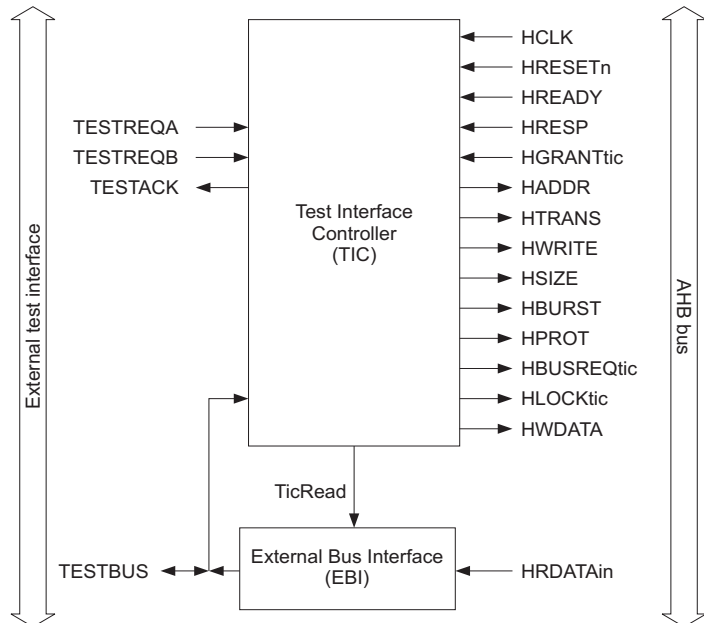 External test interface
TESTREQA
TESTREQB
TESTACK
TESTBUS
Test Interface
Controller
(TIC)
TicRead
External Bus Interface
(EBI)
HCLK
HRESETn
HREADY
HRESP
HGRANTtic
HADDR
HTRANS
HWRITE
HSIZE
HBURST
HPROT
HBUSREQtic
HLOCKtic
HWDATA
HRDATAin
AHB bus